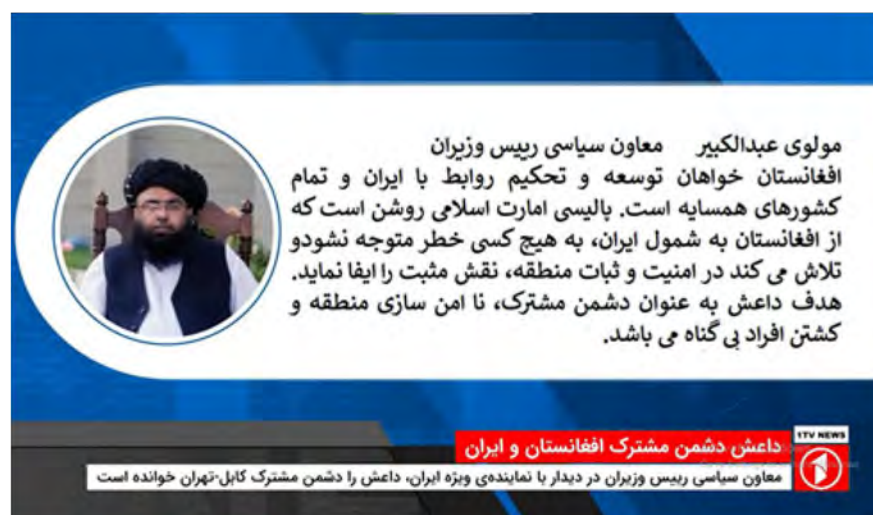 مولوی عبدالکبیر معاون سیاسی رییس وزیران
افغانستان خواهان توسعه و تحکیم روابط با ایران و تمام
کشورهای همسایه است. پالیسی امارت اسلامی روشن است که
از افغانستان به شمول ایران، به هیچ کسی خطر متوجه نشودو
تلاش می کند در امنیت و ثبات منطقه، نقش مثبت را ایفا نماید.
هدف داعش به عنوان دشمن مشترک، نا امن سازی منطقه و
کشتن افراد بی گناه می باشد.
1TV NEWS
داعش دشمن مشترک افغانستان و ایران
معاون سیاسی رییس وزیران در دیدار با نماینده‌ی ویژه ایران، داعش را دشمن مشترک کابل-تهران خوانده است